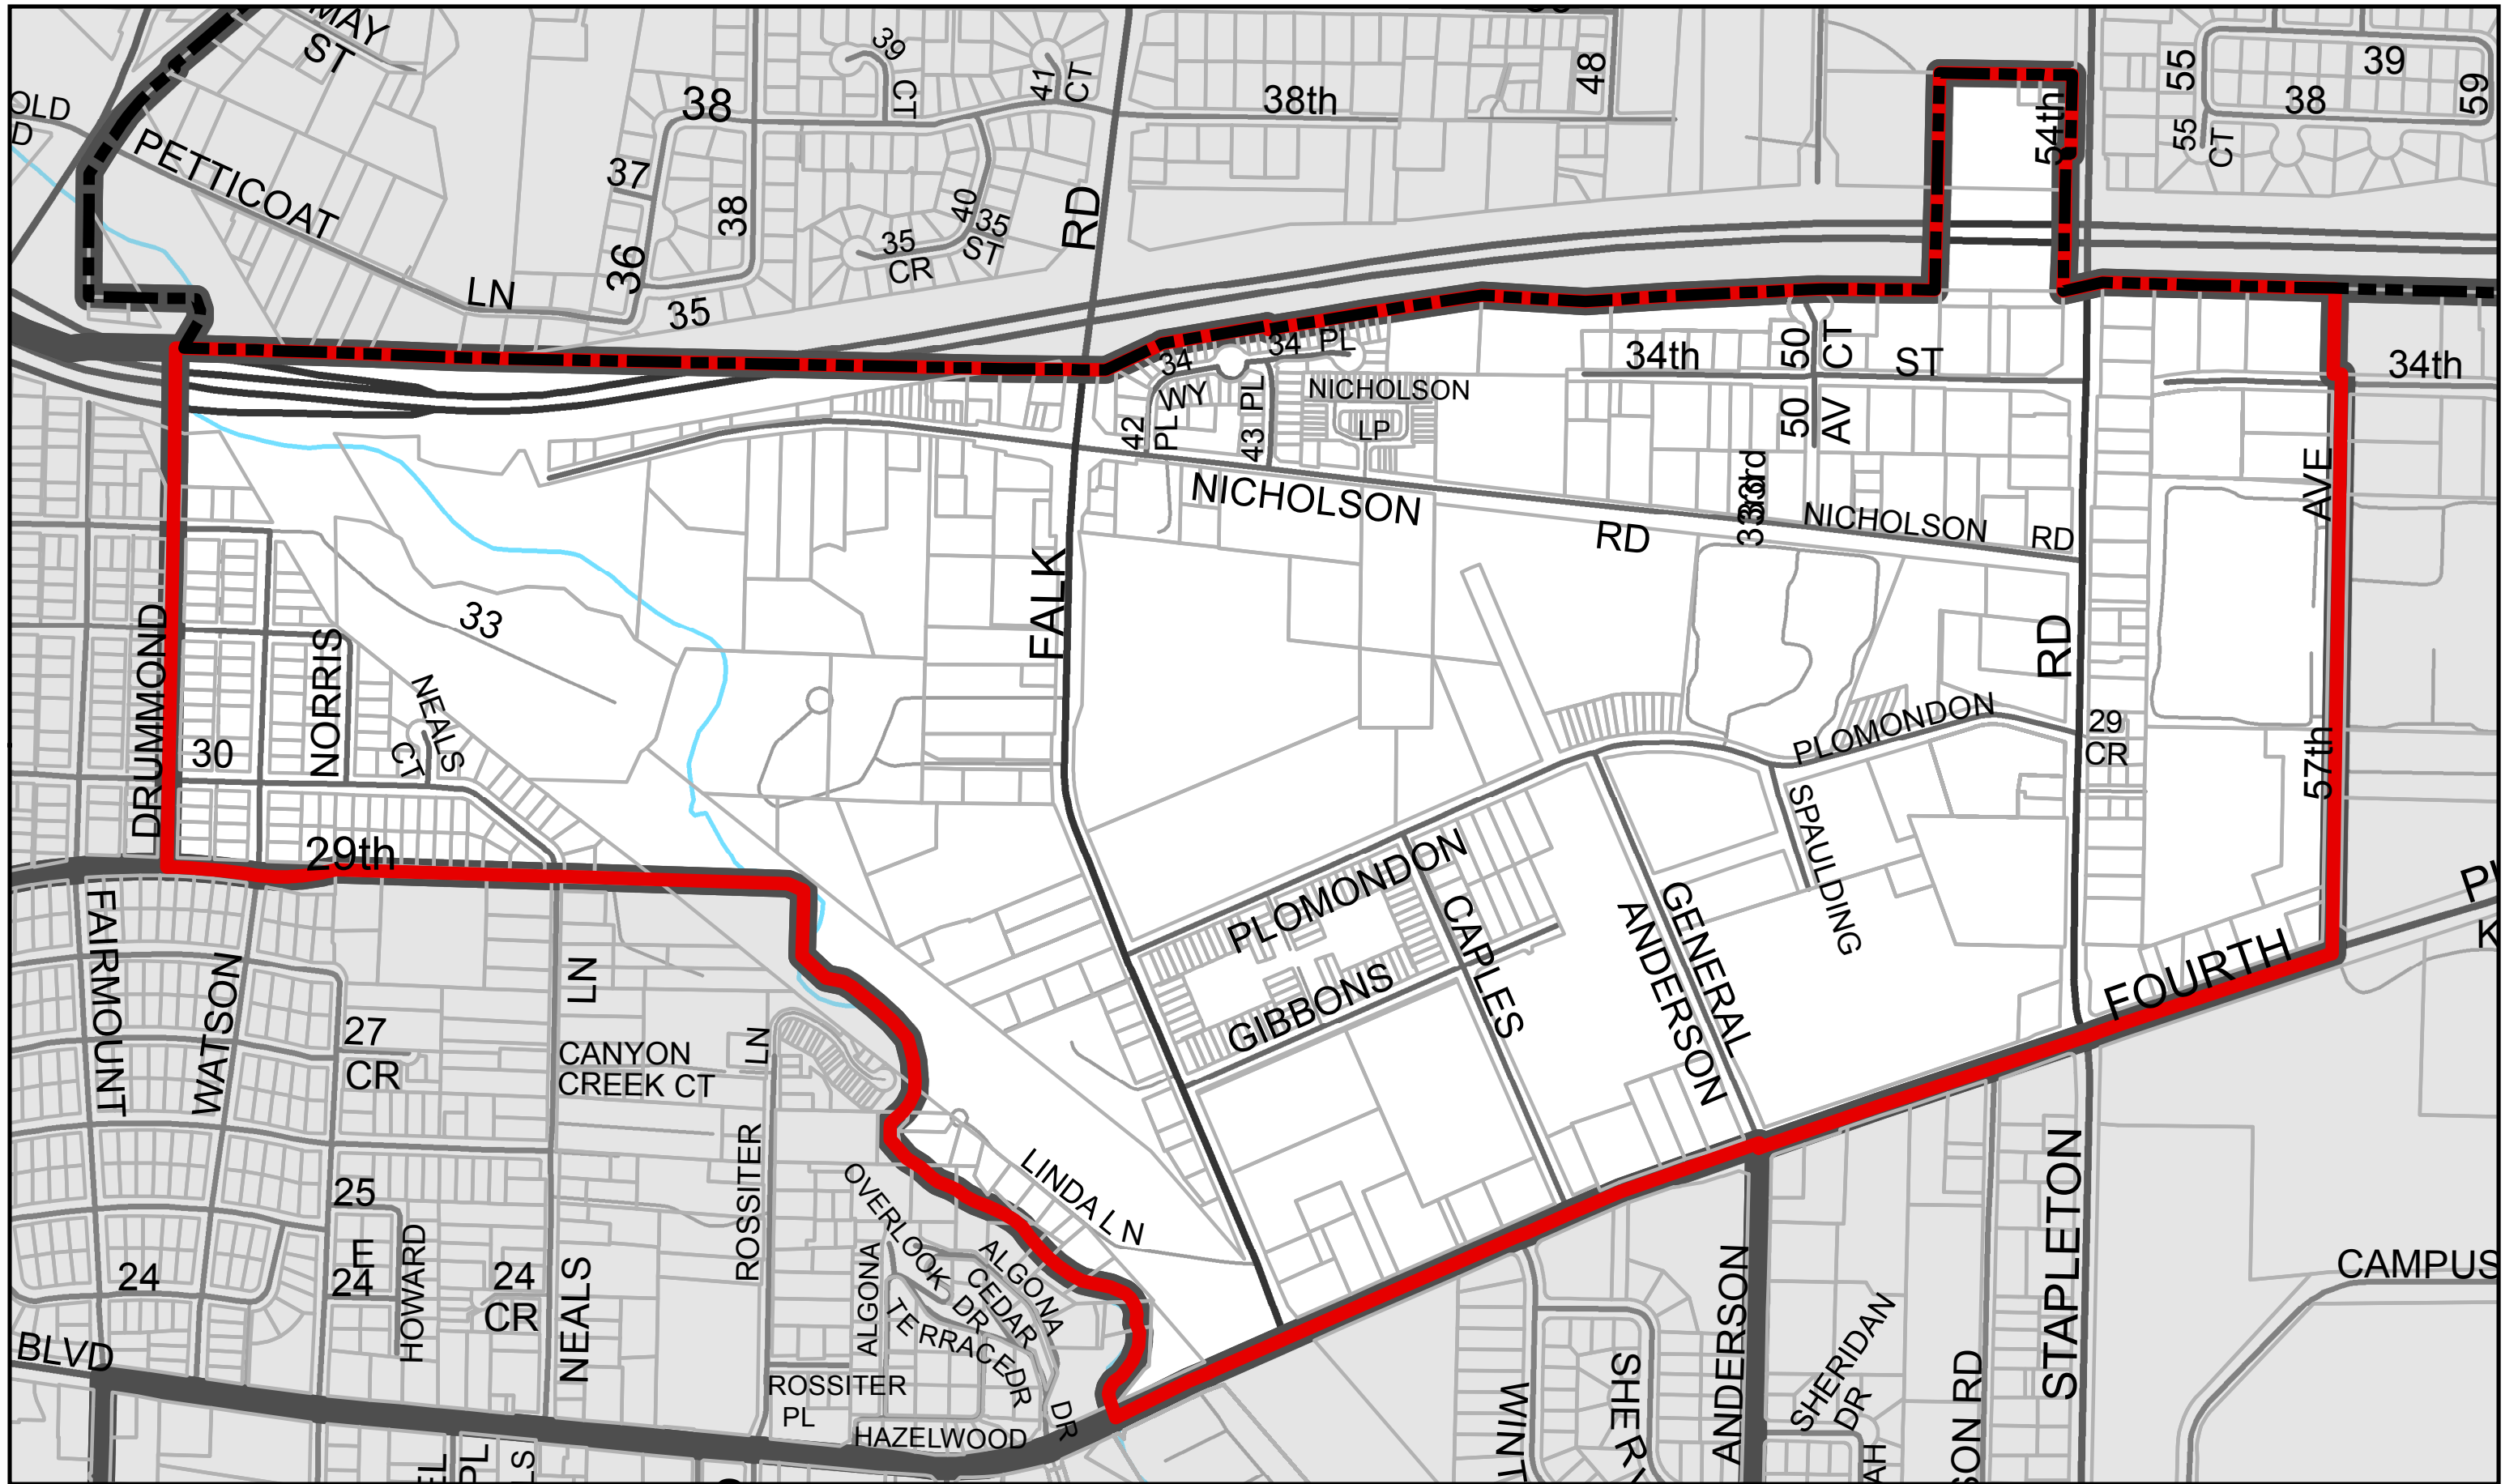 MAY
ST
39
CT
41
CT
38
38th
48
55
39
59
38
55
CT
54th
OLD
PETTICOAT
37
38
40
35
ST
35
CR
RD
36
LN
35
34
34
PL
WY
42
PL
43
PL
NICHOLSON
LP
34th
50
50
CT
AV
ST
34th
NICHOLSON
RD
33rd
NICHOLSON
RD
AVE
FALK
33
DRUMMOND
NORRIS
NEALS
CT
30
29th
RD
PLOMONDON
29
CR
57th
SPAULDING
PLOMONDON
CAPLES
GENERAL
ANDERSON
GIBBONS
FOURTH
FAIRMOUNT
WATSON
LN
27
CR
CANYON
CREEK CT
LN
ROSSITER
LINDA LN
OVERLOOK
DR
ALGONA
CEDAR
ALGONA
TERRACE DR
25
E
24
HOWARD
24
24
CR
NEALS
BLVD
ROSSITER
PL
HAZELWOOD
DR
ANDERSON
SHERIDAN
DR
STAPLETON
CAMPUS
PL